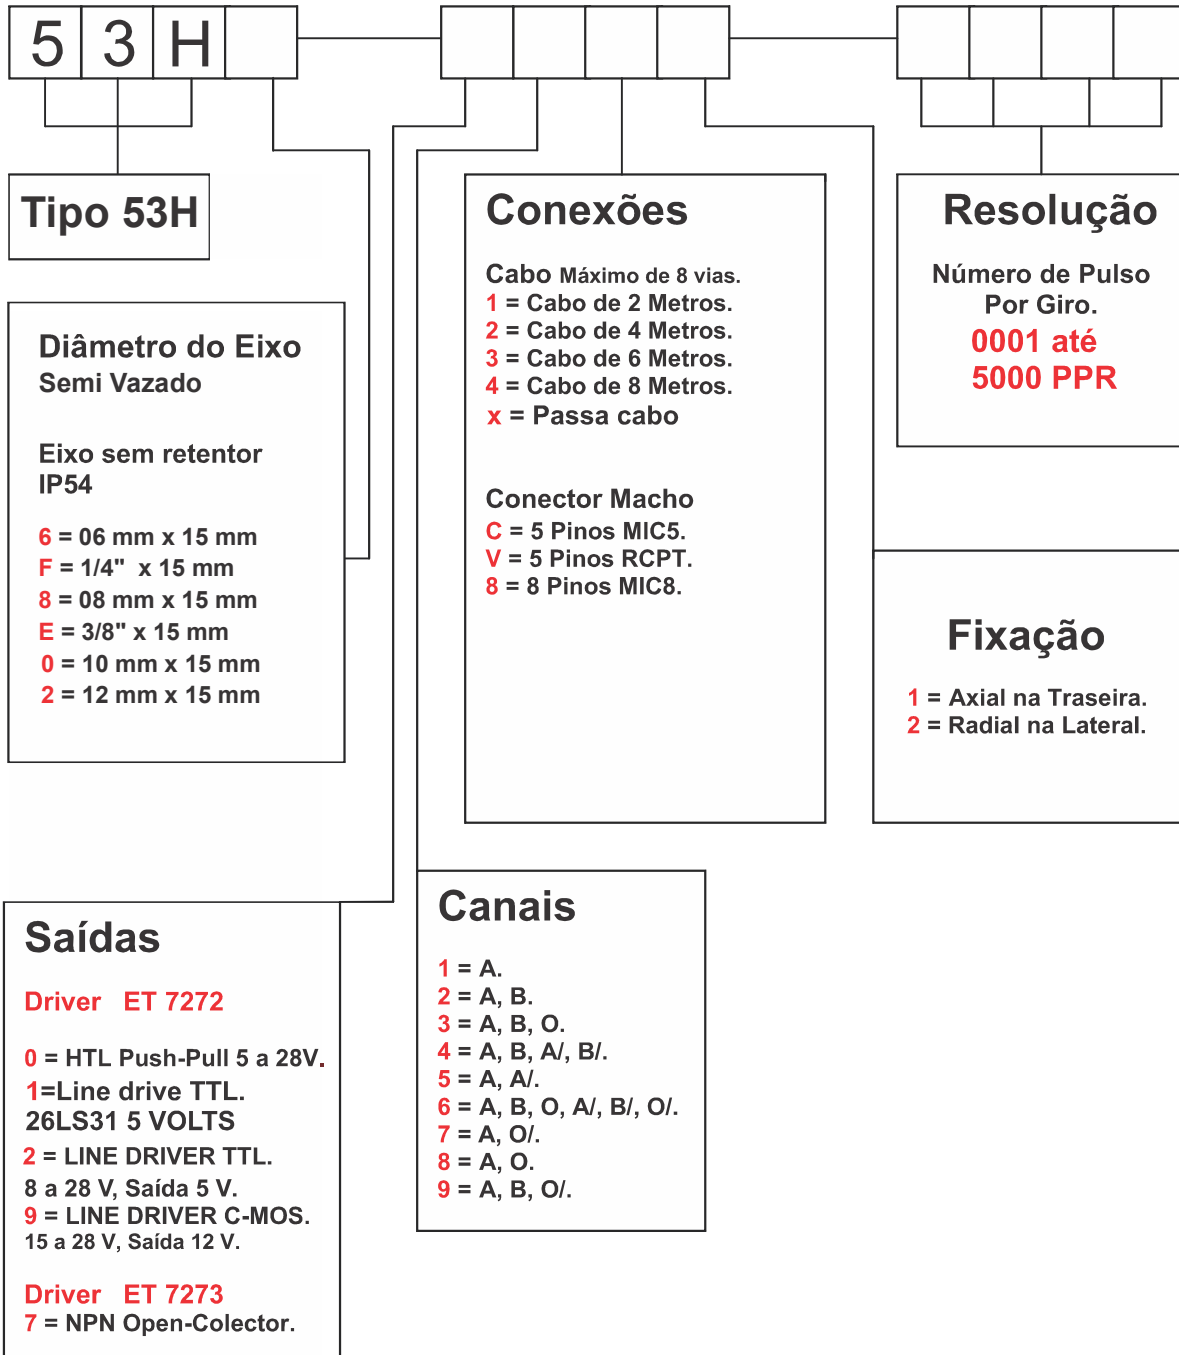 5 3 H
Tipo 53H
Diâmetro do Eixo
Semi Vazado
Eixo sem retentor
IP54
6 = 06 mm x 15 mm
F = 1/4" x 15 mm
8 = 08 mm x 15 mm
E = 3/8" x 15 mm
0 = 10 mm x 15 mm
2 = 12 mm x 15 mm
Conexões
Cabo Máximo de 8 vias.
1 = Cabo de 2 Metros.
2 = Cabo de 4 Metros.
3 = Cabo de 6 Metros.
4 = Cabo de 8 Metros.
x = Passa cabo
Conector Macho
C = 5 Pinos MIC5.
V = 5 Pinos RCPT.
8 = 8 Pinos MIC8.
Resolução
Número de Pulso
Por Giro.
0001 até
5000 PPR
Fixação
1 = Axial na Traseira.
2 = Radial na Lateral.
Saídas
Driver ET 7272
0 = HTL Push-Pull 5 a 28V.
1=Line drive TTL.
26LS31 5 VOLTS
2 = LINE DRIVER TTL.
8 a 28 V, Saída 5 V.
9 = LINE DRIVER C-MOS.
15 a 28 V, Saída 12 V.
Driver ET 7273
7 = NPN Open-Colector.
Canais
1 = A.
2 = A, B.
3 = A, B, O.
4 = A, B, A/, B/.
5 = A, A/.
6 = A, B, O, A/, B/, O/.
7 = A, O/.
8 = A, O.
9 = A, B, O/.